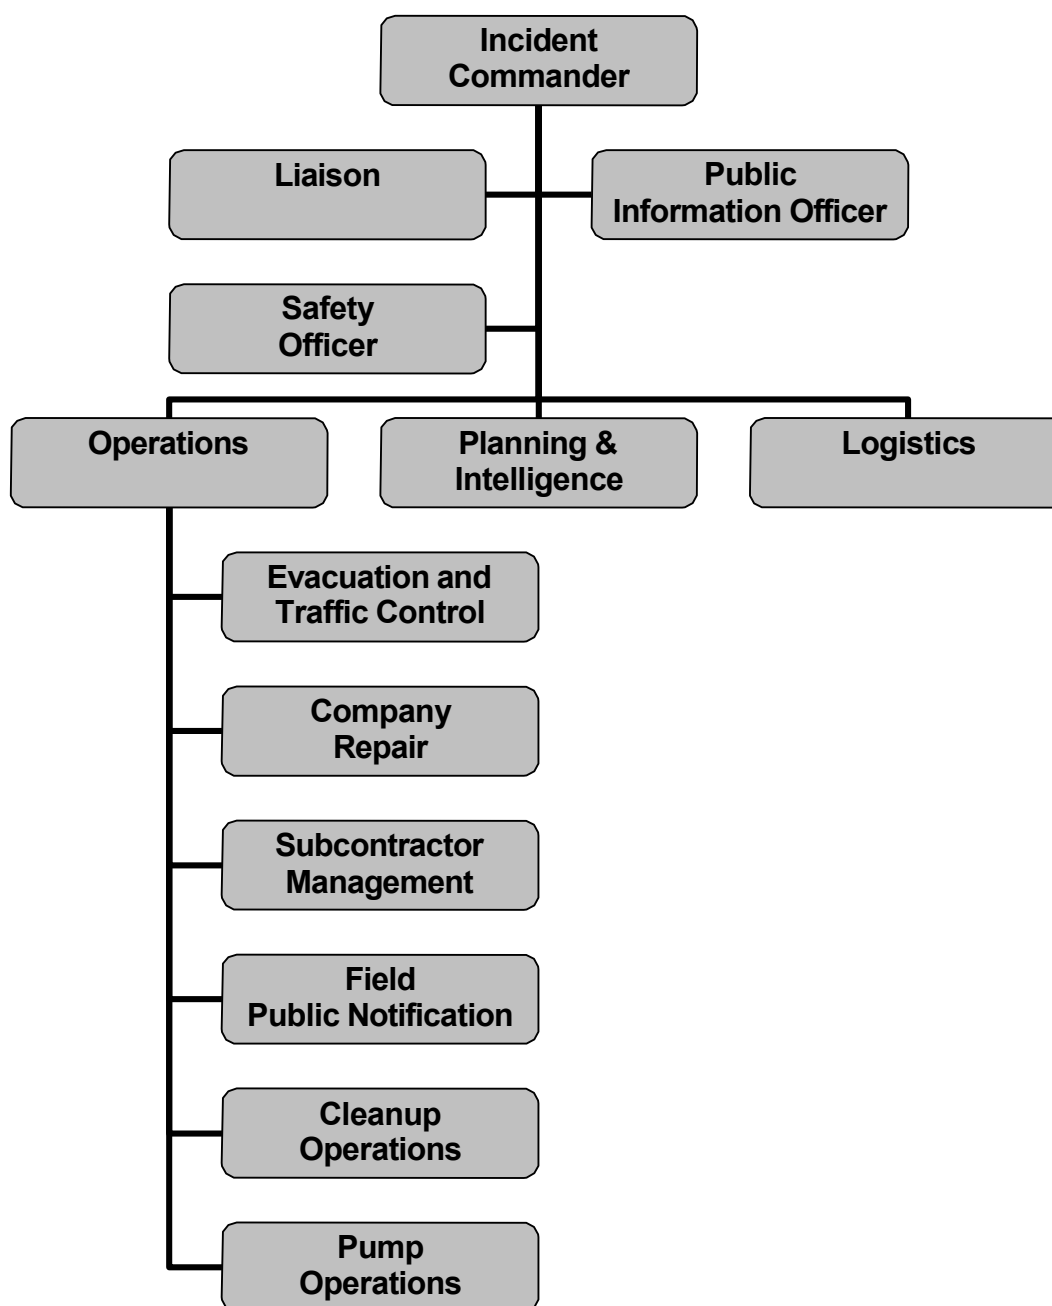 Incident
Commander
Liaison
Public
Information Officer
Safety
Officer
Operations
Planning &
Intelligence
Logistics
Evacuation and
Traffic Control
Company
Repair
Subcontractor
Management
Field
Public Notification
Cleanup
Operations
Pump
Operations